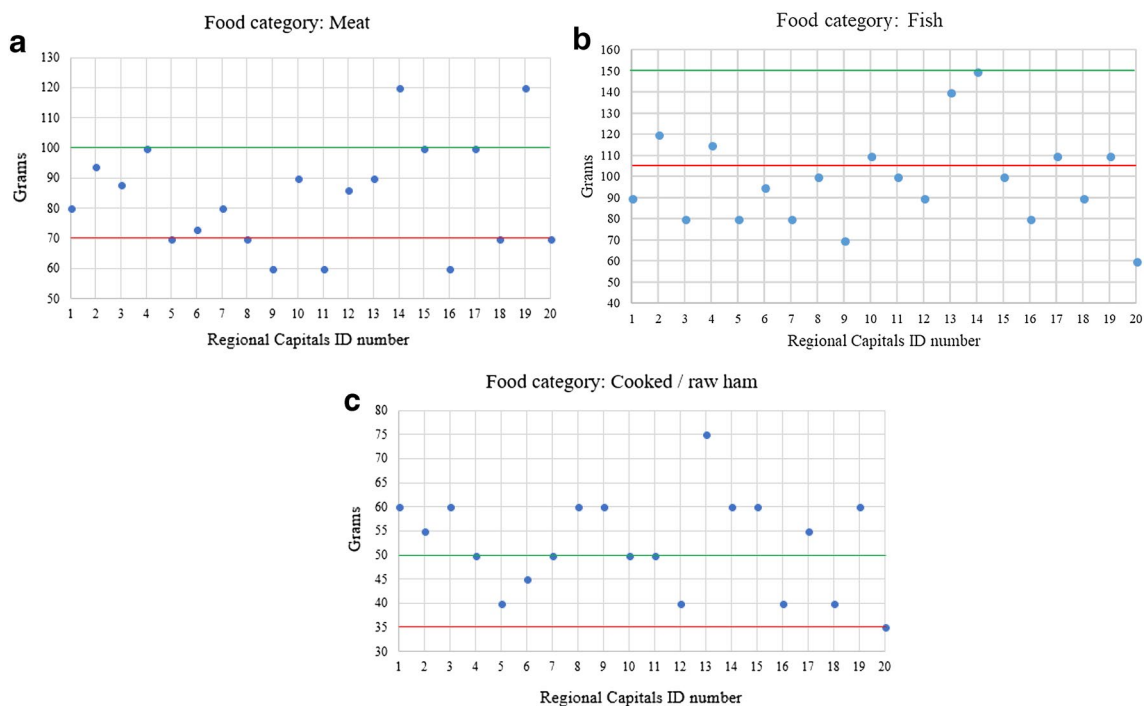 a
Food category: Meat
130
120
110
100
90
80
70
60
50
Grams
1 2 3 4 5 6 7 8 9 10 11 12 13 14 15 16 17 18 19 20
Regional Capitals ID number
b
Food category: Fish
160
150
140
130
120
110
100
90
80
70
60
50
40
Grams
1 2 3 4 5 6 7 8 9 10 11 12 13 14 15 16 17 18 19 20
Regional Capitals ID number
c
Food category: Cooked / raw ham
80
75
70
65
60
55
50
45
40
35
30
Grams
1 2 3 4 5 6 7 8 9 10 11 12 13 14 15 16 17 18 19 20
Regional Capitals ID number